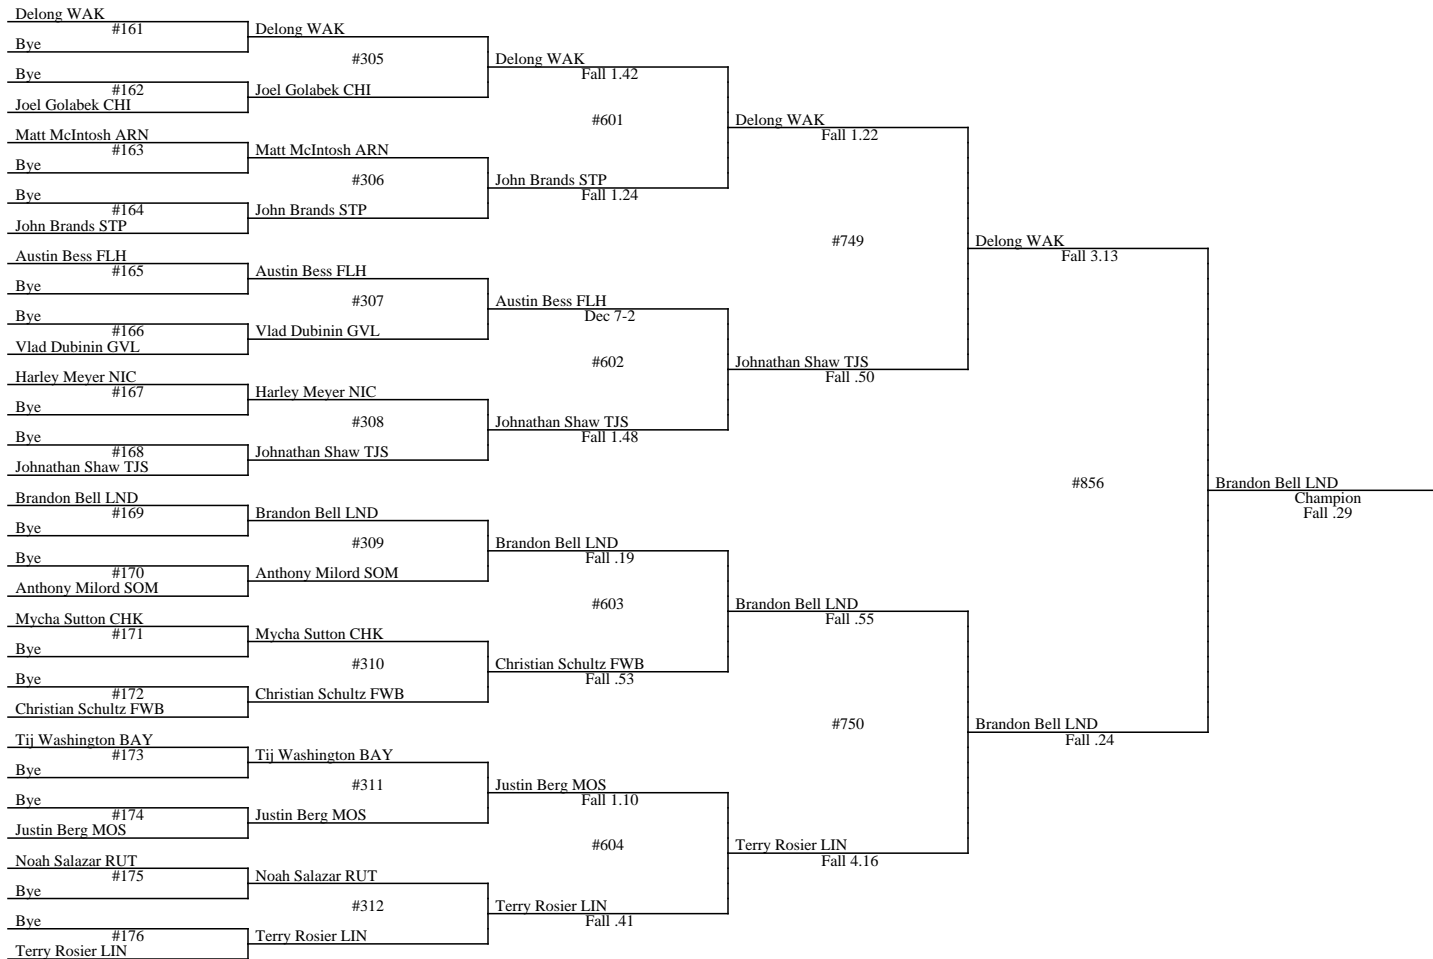 Delong WAK
#161
Bye
Delong WAK
#305
Bye
#162
Joel Golabek CHI
Joel Golabek CHI
Delong WAK
Fall 1.42
#601
Matt McIntosh ARN
#163
Bye
Matt McIntosh ARN
#306
Bye
#164
John Brands STP
John Brands STP
John Brands STP
Fall 1.24
Delong WAK
Fall 1.22
#749
Austin Bess FLH
#165
Bye
Austin Bess FLH
#307
Bye
#166
Vlad Dubinin GVL
Vlad Dubinin GVL
Austin Bess FLH
Dec 7-2
#602
Harley Meyer NIC
#167
Bye
Harley Meyer NIC
#308
Bye
#168
Johnathan Shaw TJS
Johnathan Shaw TJS
Johnathan Shaw TJS
Fall 1.48
Johnathan Shaw TJS
Fall .50
Delong WAK
Fall 3.13
#856
Brandon Bell LND
Champion
Fall .29
Brandon Bell LND
#169
Bye
Brandon Bell LND
#309
Bye
#170
Anthony Milord SOM
Anthony Milord SOM
Brandon Bell LND
Fall .19
#603
Mycha Sutton CHK
#171
Bye
Mycha Sutton CHK
#310
Bye
#172
Christian Schultz FWB
Christian Schultz FWB
Christian Schultz FWB
Fall .53
Brandon Bell LND
Fall .55
#750
Brandon Bell LND
Fall .24
Tij Washington BAY
#173
Bye
Tij Washington BAY
#311
Bye
#174
Justin Berg MOS
Justin Berg MOS
Justin Berg MOS
Fall 1.10
#604
Noah Salazar RUT
#175
Bye
Noah Salazar RUT
#312
Bye
#176
Terry Rosier LIN
Terry Rosier LIN
Terry Rosier LIN
Fall .41
Terry Rosier LIN
Fall 4.16